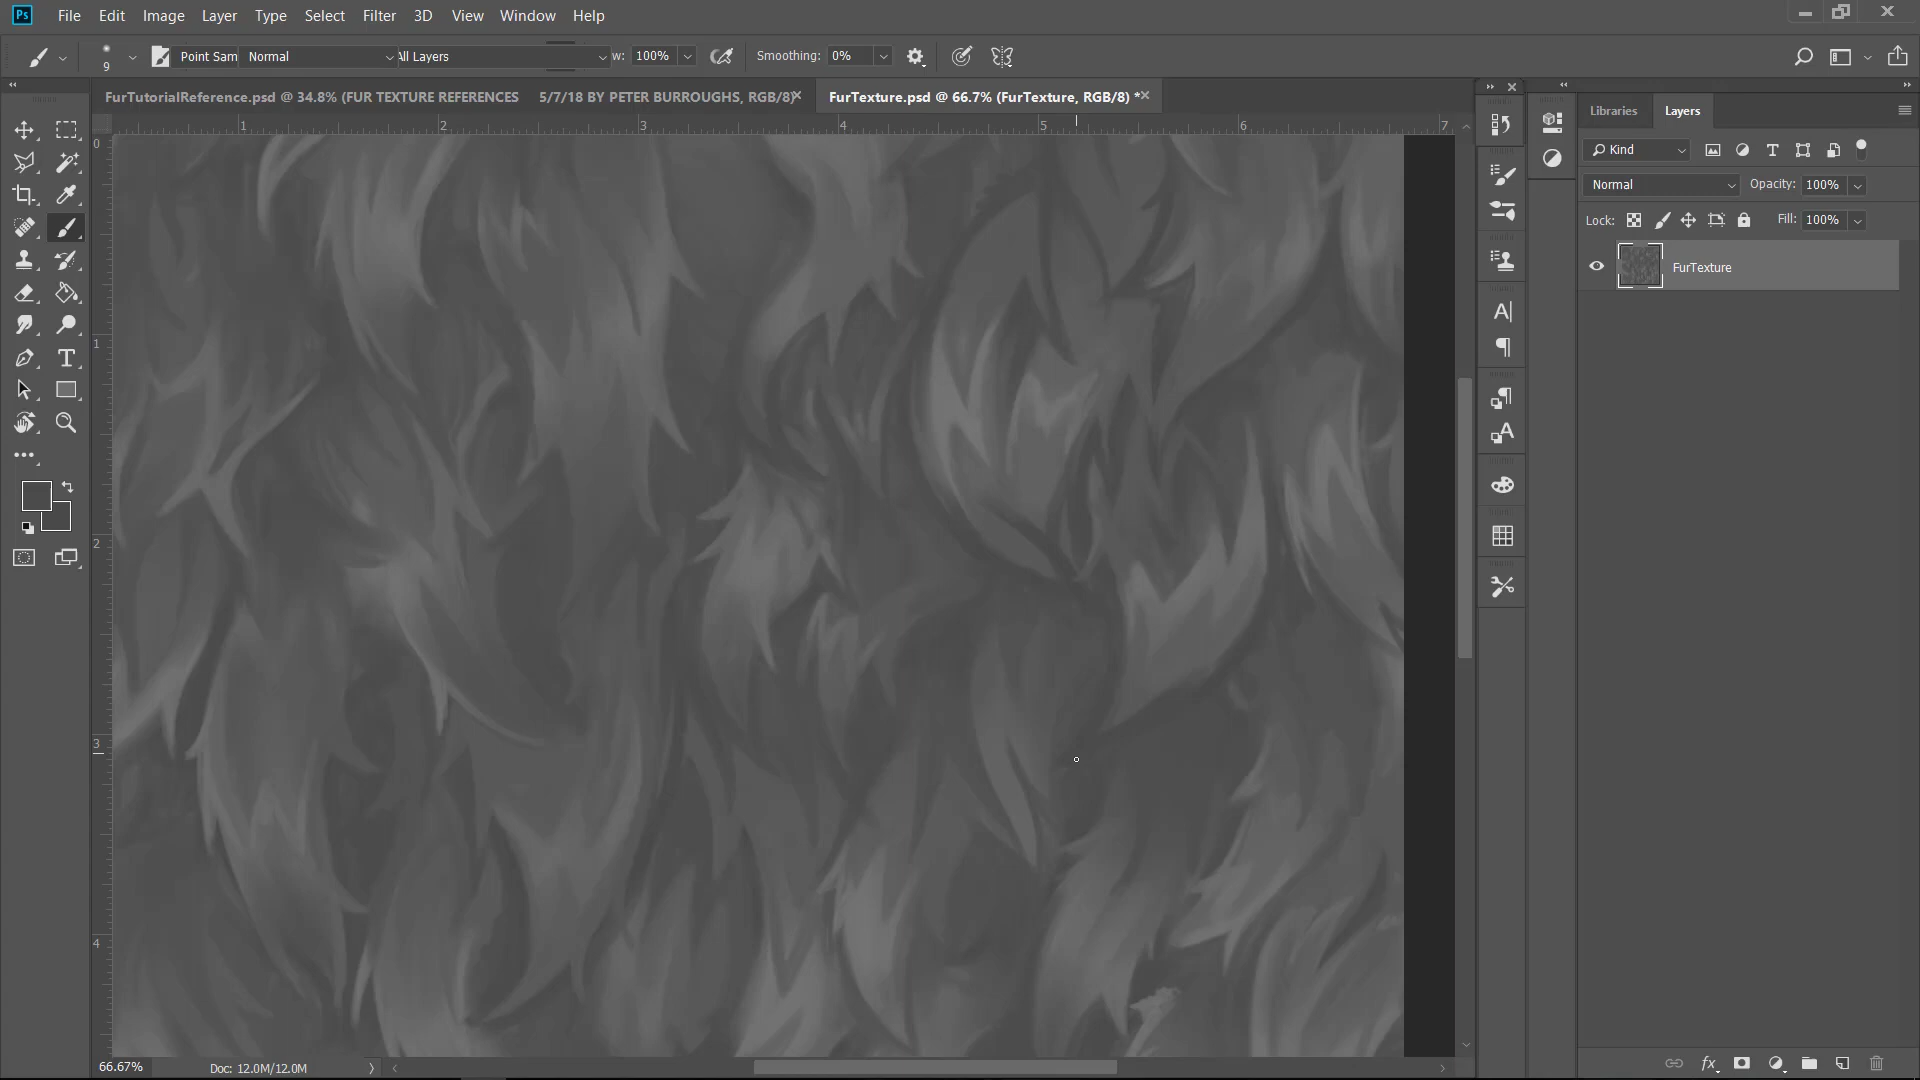 Ps File Edit Image Layer Type Select Filter 3D View Window Help
9 Point Sam Normal All Layers w: 100% Smoothing: 0%
FurTutorialReference.psd @ 34.8% (FUR TEXTURE REFERENCES 5/7/18 BY PETER BURROUGHS, RGB/8) FurTexture.psd @ 66.7% (FurTexture, RGB/8) *
Libraries Layers
1 2 3 4 5 6 7
0
1
2
3
4
Kind
Normal Opacity: 100%
Lock: Fill: 100%
FurTexture
66.67% Doc: 12.0M/12.0M
fx